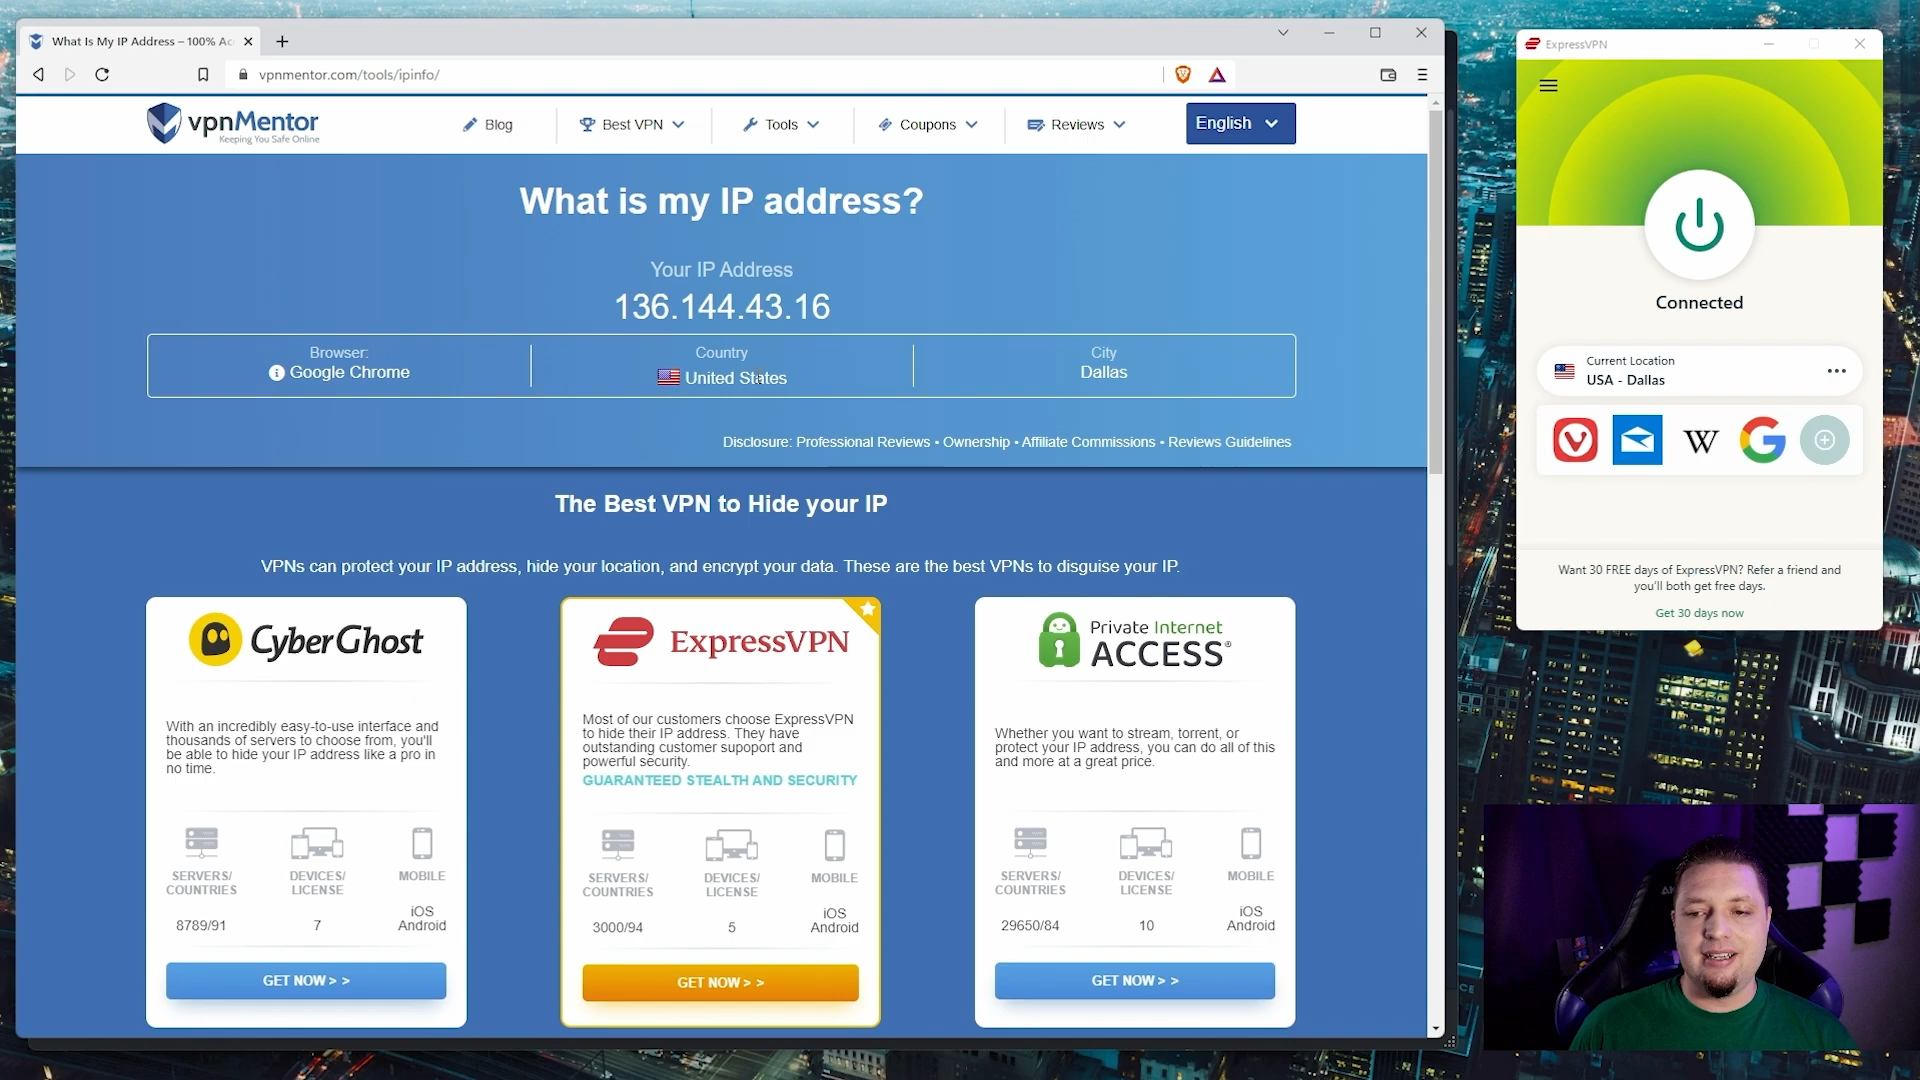 What Is My IP Address – 100% Ac
vpnmentor.com/tools/ipinfo/
vpnMentor
Keeping You Safe Online
Blog
Best VPN
Tools
Coupons
Reviews
English
What is my IP address?
Your IP Address
136.144.43.16
Browser:
Google Chrome
Country
United States
City
Dallas
Disclosure: Professional Reviews • Ownership • Affiliate Commissions • Reviews Guidelines
The Best VPN to Hide your IP
VPNs can protect your IP address, hide your location, and encrypt your data. These are the best VPNs to disguise your IP.
CyberGhost
With an incredibly easy-to-use interface and
thousands of servers to choose from, you'll
be able to hide your IP address like a pro in
no time.
SERVERS/
COUNTRIES
DEVICES/
LICENSE
MOBILE
8789/91
7
iOS
Android
GET NOW > >
ExpressVPN
Most of our customers choose ExpressVPN
to hide their IP address. They have
outstanding customer supoport and
powerful security.
GUARANTEED STEALTH AND SECURITY
SERVERS/
COUNTRIES
DEVICES/
LICENSE
MOBILE
3000/94
5
iOS
Android
GET NOW > >
Private Internet
ACCESS®
Whether you want to stream, torrent, or
protect your IP address, you can do all of this
and more at a great price.
SERVERS/
COUNTRIES
DEVICES/
LICENSE
MOBILE
29650/84
10
iOS
Android
GET NOW > >
ExpressVPN
Connected
Current Location
USA - Dallas
W
G
Want 30 FREE days of ExpressVPN? Refer a friend and
you'll both get free days.
Get 30 days now